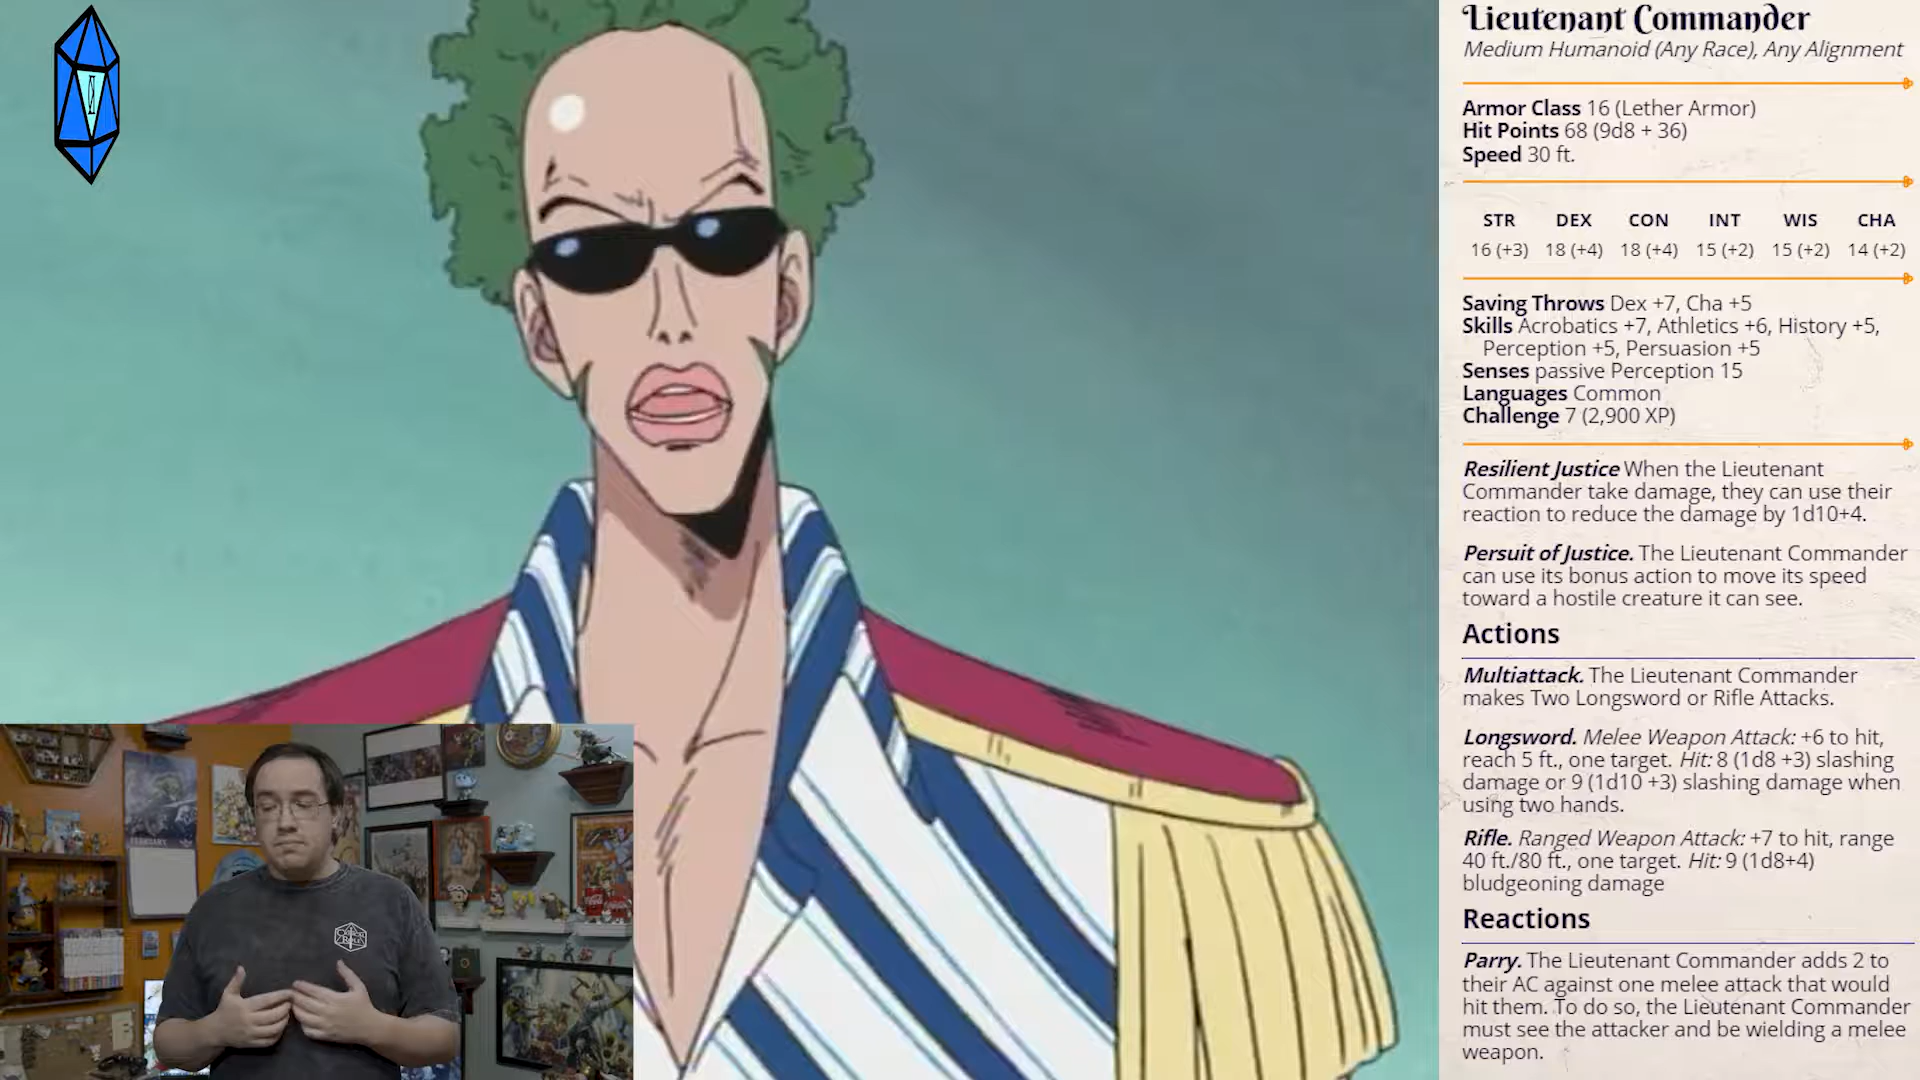 Lieutenant Commander
Medium Humanoid (Any Race), Any Alignment
Armor Class 16 (Lether Armor)
Hit Points 68 (9d8 + 36)
Speed 30 ft.
STR DEX CON INT WIS CHA
16 (+3) 18 (+4) 18 (+4) 15 (+2) 15 (+2) 14 (+2)
Saving Throws Dex +7, Cha +5
Skills Acrobatics +7, Athletics +6, History +5,
Perception +5, Persuasion +5
Senses passive Perception 15
Languages Common
Challenge 7 (2,900 XP)
Resilient Justice When the Lieutenant
Commander take damage, they can use their
reaction to reduce the damage by 1d10+4.
Persuit of Justice. The Lieutenant Commander
can use its bonus action to move its speed
toward a hostile creature it can see.
Actions
Multiattack. The Lieutenant Commander
makes Two Longsword or Rifle Attacks.
Longsword. Melee Weapon Attack: +6 to hit,
reach 5 ft., one target. Hit: 8 (1d8 +3) slashing
damage or 9 (1d10 +3) slashing damage when
using two hands.
Rifle. Ranged Weapon Attack: +7 to hit, range
40 ft./80 ft., one target. Hit: 9 (1d8+4)
bludgeoning damage
Reactions
Parry. The Lieutenant Commander adds 2 to
their AC against one melee attack that would
hit them. To do so, the Lieutenant Commander
must see the attacker and be wielding a melee
weapon.
FEBRUARY
CRITICAL
ROLE